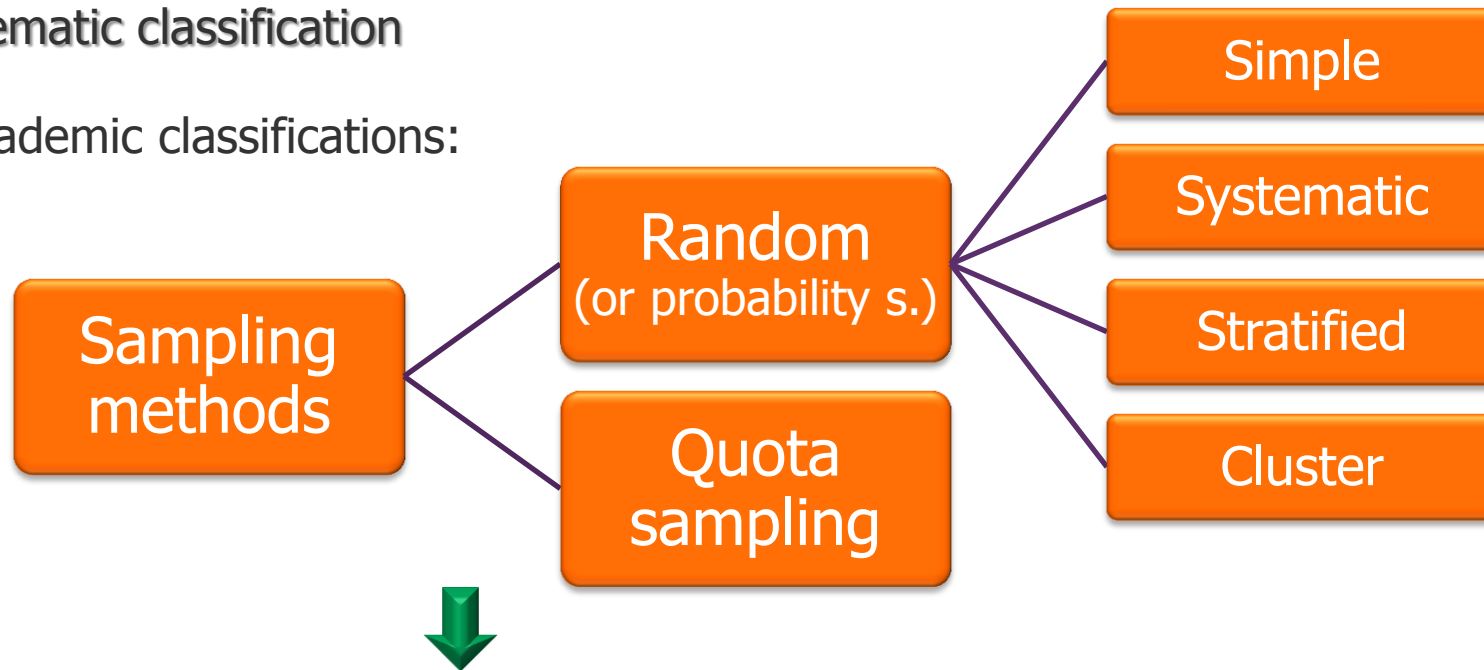 ematic classification
ademic classifications:
Sampling
methods
Random
(or probability s.)
Quota
sampling
Simple
Systematic
Stratified
Cluster